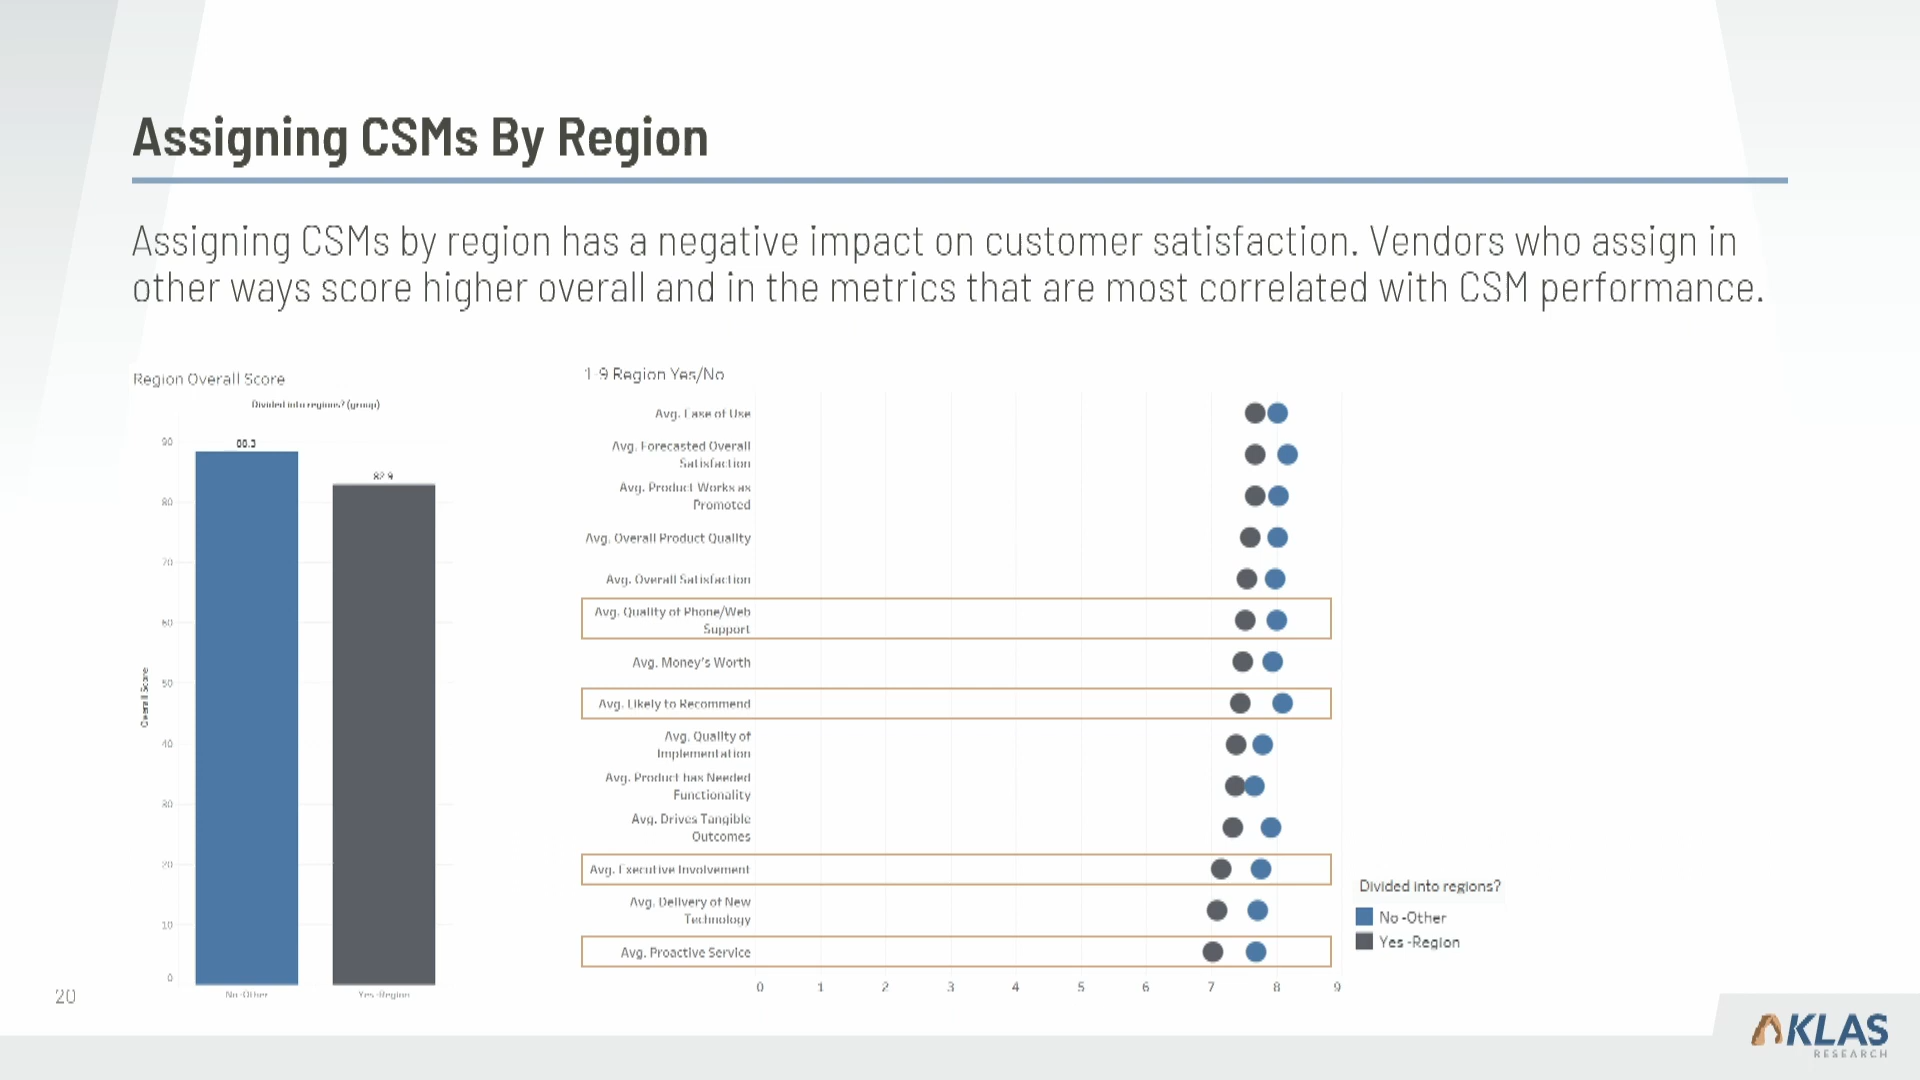 Assigning CSMs By Region
Assigning CSMs by region has a negative impact on customer satisfaction. Vendors who assign in
other ways score higher overall and in the metrics that are most correlated with CSM performance.
Region Overall Score
Divided into regions? (group)
90
80
70
60
50
40
30
20
10
0
Overall Score
82.9
No-Other
Yes-Region
1-9 Region Yes/No
Avg. Ease of Use
Avg. Forecasted Overall
Satisfaction
Avg. Product Works as
Promoted
Avg. Overall Product Quality
Avg. Overall Satisfaction
Avg. Quality of Phone/Web
Support
Avg. Money's Worth
Avg. Likely to Recommend
Avg. Quality of
Implementation
Avg. Product has Needed
Functionality
Avg. Drives Tangible
Outcomes
Avg. Executive Involvement
Avg. Delivery of New
Technology
Avg. Proactive Service
0 1 2 3 4 5 6 7 8 9
Divided into regions?
No -Other
Yes -Region
20
KLAS
RESEARCH